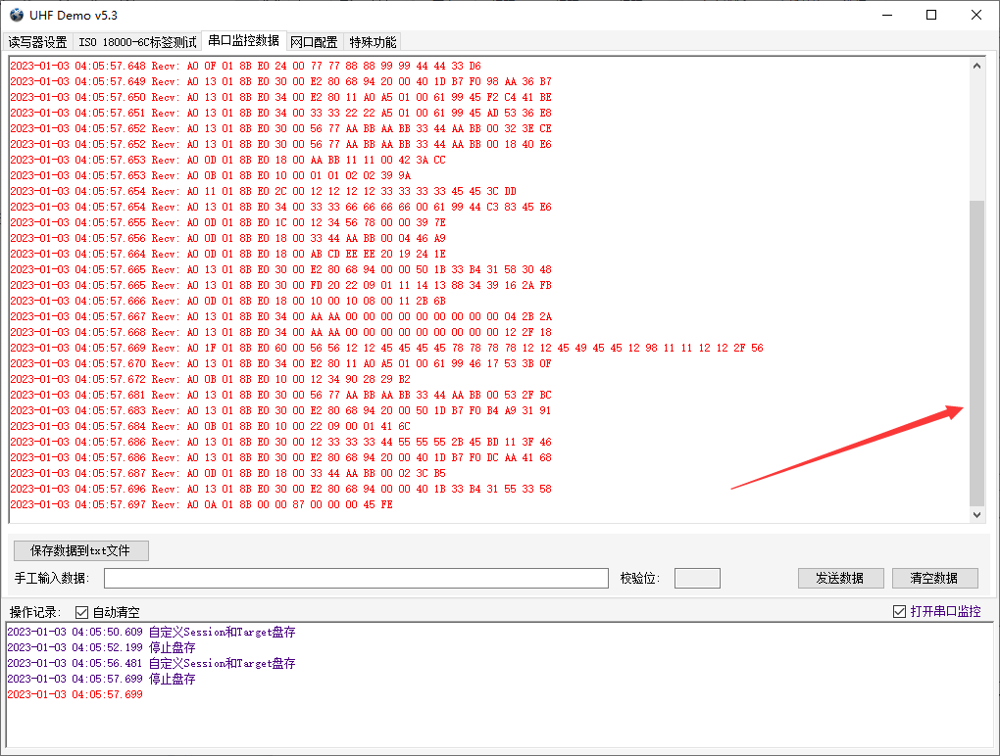 UHF Demo v5.3
读写器设置 ISO 18000-6C标签测试 串口监控数据 网口配置 特殊功能
2023-01-03 04:05:57.648 Recv: A0 0F 01 8B E0 24 00 77 77 88 88 99 99 44 44 33 D6
2023-01-03 04:05:57.649 Recv: A0 13 01 8B E0 30 00 E2 80 68 94 20 00 40 1D B7 F0 98 AA 36 B7
2023-01-03 04:05:57.650 Recv: A0 13 01 8B E0 34 00 E2 80 11 A0 A5 01 00 61 99 45 F2 C4 41 BE
2023-01-03 04:05:57.651 Recv: A0 13 01 8B E0 34 00 33 33 22 22 A5 01 00 61 99 45 AD 53 36 E8
2023-01-03 04:05:57.652 Recv: A0 13 01 8B E0 30 00 56 77 AA BB AA BB 33 44 AA BB 00 32 3E CE
2023-01-03 04:05:57.652 Recv: A0 13 01 8B E0 30 00 56 77 AA BB AA BB 33 44 AA BB 00 18 40 E6
2023-01-03 04:05:57.653 Recv: A0 0D 01 8B E0 18 00 AA BB 11 11 00 42 3A CC
2023-01-03 04:05:57.653 Recv: A0 0B 01 8B E0 10 00 01 01 02 02 39 9A
2023-01-03 04:05:57.654 Recv: A0 11 01 8B E0 2C 00 12 12 12 12 33 33 33 33 45 45 3C DD
2023-01-03 04:05:57.654 Recv: A0 13 01 8B E0 34 00 33 33 66 66 66 66 00 61 99 44 C3 83 45 E6
2023-01-03 04:05:57.655 Recv: A0 0D 01 8B E0 1C 00 12 34 56 78 00 00 39 7E
2023-01-03 04:05:57.656 Recv: A0 0D 01 8B E0 18 00 33 44 AA BB 00 04 46 A9
2023-01-03 04:05:57.664 Recv: A0 0D 01 8B E0 18 00 AB CD EE EE 20 19 24 1E
2023-01-03 04:05:57.665 Recv: A0 13 01 8B E0 30 00 E2 80 68 94 00 00 50 1B 33 B4 31 58 30 48
2023-01-03 04:05:57.665 Recv: A0 13 01 8B E0 30 00 FD 20 22 09 01 11 14 13 88 34 39 16 2A FB
2023-01-03 04:05:57.666 Recv: A0 0D 01 8B E0 18 00 10 00 10 08 00 11 2B 6B
2023-01-03 04:05:57.667 Recv: A0 13 01 8B E0 34 00 AA AA 00 00 00 00 00 00 00 00 00 04 2B 2A
2023-01-03 04:05:57.668 Recv: A0 13 01 8B E0 34 00 AA AA 00 00 00 00 00 00 00 00 00 12 2F 18
2023-01-03 04:05:57.669 Recv: A0 1F 01 8B E0 60 00 56 56 12 12 45 45 45 45 78 78 78 78 12 12 45 49 45 45 12 98 11 11 12 12 2F 56
2023-01-03 04:05:57.670 Recv: A0 13 01 8B E0 34 00 E2 80 11 A0 A5 01 00 61 99 46 17 53 3B 0F
2023-01-03 04:05:57.672 Recv: A0 0B 01 8B E0 10 00 12 34 90 28 29 B2
2023-01-03 04:05:57.681 Recv: A0 13 01 8B E0 30 00 56 77 AA BB AA BB 33 44 AA BB 00 53 2F BC
2023-01-03 04:05:57.683 Recv: A0 13 01 8B E0 30 00 E2 80 68 94 20 00 50 1D B7 F0 B4 A9 31 91
2023-01-03 04:05:57.684 Recv: A0 0B 01 8B E0 10 00 22 09 00 01 41 6C
2023-01-03 04:05:57.686 Recv: A0 13 01 8B E0 30 00 12 33 33 33 44 55 55 55 2B 45 BD 11 3F 46
2023-01-03 04:05:57.686 Recv: A0 13 01 8B E0 30 00 E2 80 68 94 20 00 40 1D B7 F0 DC AA 41 68
2023-01-03 04:05:57.687 Recv: A0 0D 01 8B E0 18 00 33 44 AA BB 00 02 3C B5
2023-01-03 04:05:57.696 Recv: A0 13 01 8B E0 30 00 E2 80 68 94 00 00 40 1B 33 B4 31 55 33 58
2023-01-03 04:05:57.697 Recv: A0 0A 01 8B 00 00 87 00 00 00 45 FE
保存数据到txt文件
手工输入数据: 校验位: 发送数据 清空数据
操作记录: 自动清空 打开串口监控
2023-01-03 04:05:50.609 自定义Session和Target盘存
2023-01-03 04:05:52.199 停止盘存
2023-01-03 04:05:56.481 自定义Session和Target盘存
2023-01-03 04:05:57.699 停止盘存
2023-01-03 04:05:57.699